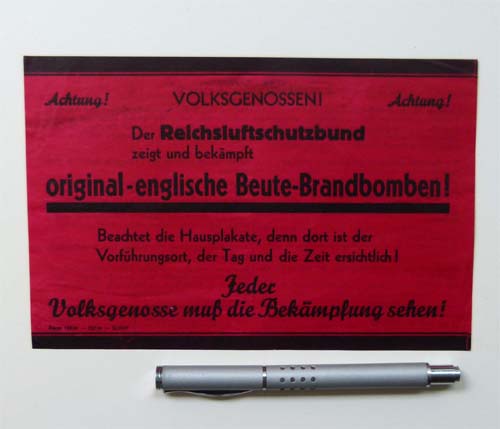 Achtung! VOLKSGENOSSEN! Achtung!
Der Reichsluftschutzbund
zeigt und bekämpft
original-englische Beute-Brandbomben!
Beachtet die Hausplakate, denn dort ist der
Vorführungsort, der Tag und die Zeit ersichtlich!
Jeder
Volksgenosse muß die Bekämpfung sehen!